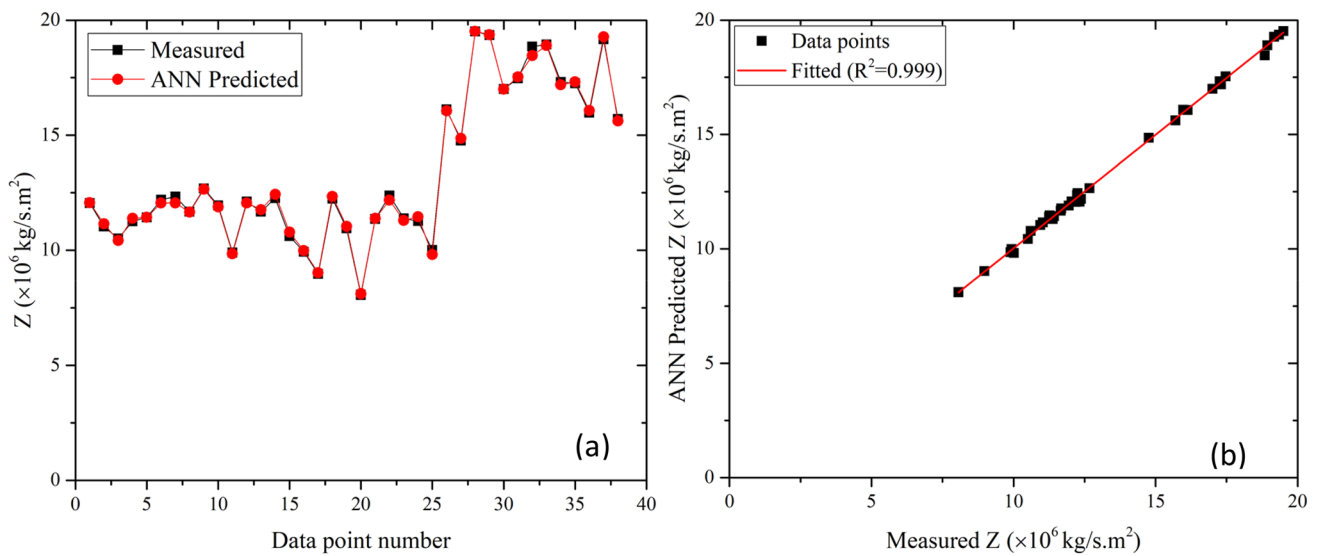 20
15
10
5
0
Z (×10⁶ kg/s.m²)
Measured
ANN Predicted
(a)
0 5 10 15 20 25 30 35 40
Data point number
20
15
10
5
0
ANN Predicted Z (×10⁶ kg/s.m²)
Data points
Fitted (R²=0.999)
(b)
0 5 10 15 20
Measured Z (×10⁶ kg/s.m²)